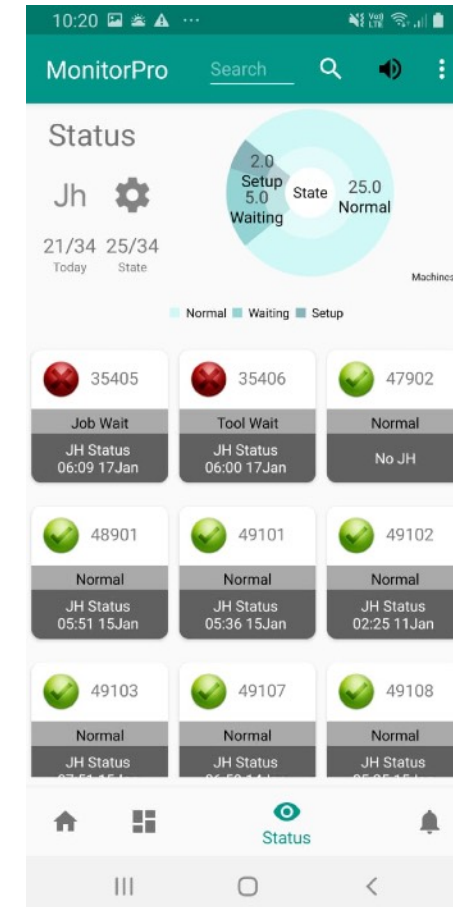 10:20
MonitorPro Search
Status
Jh
21/34 25/34
Today State
2.0
Setup
5.0
Waiting
State
25.0
Normal
Machines
Normal Waiting Setup
35405 35406 47902
Job Wait Tool Wait Normal
JH Status JH Status No JH
06:09 17Jan 06:00 17Jan
48901 49101 49102
Normal Normal Normal
JH Status JH Status JH Status
05:51 15Jan 05:36 15Jan 02:25 11Jan
49103 49107 49108
Normal Normal Normal
JH Status JH Status JH Status
Status